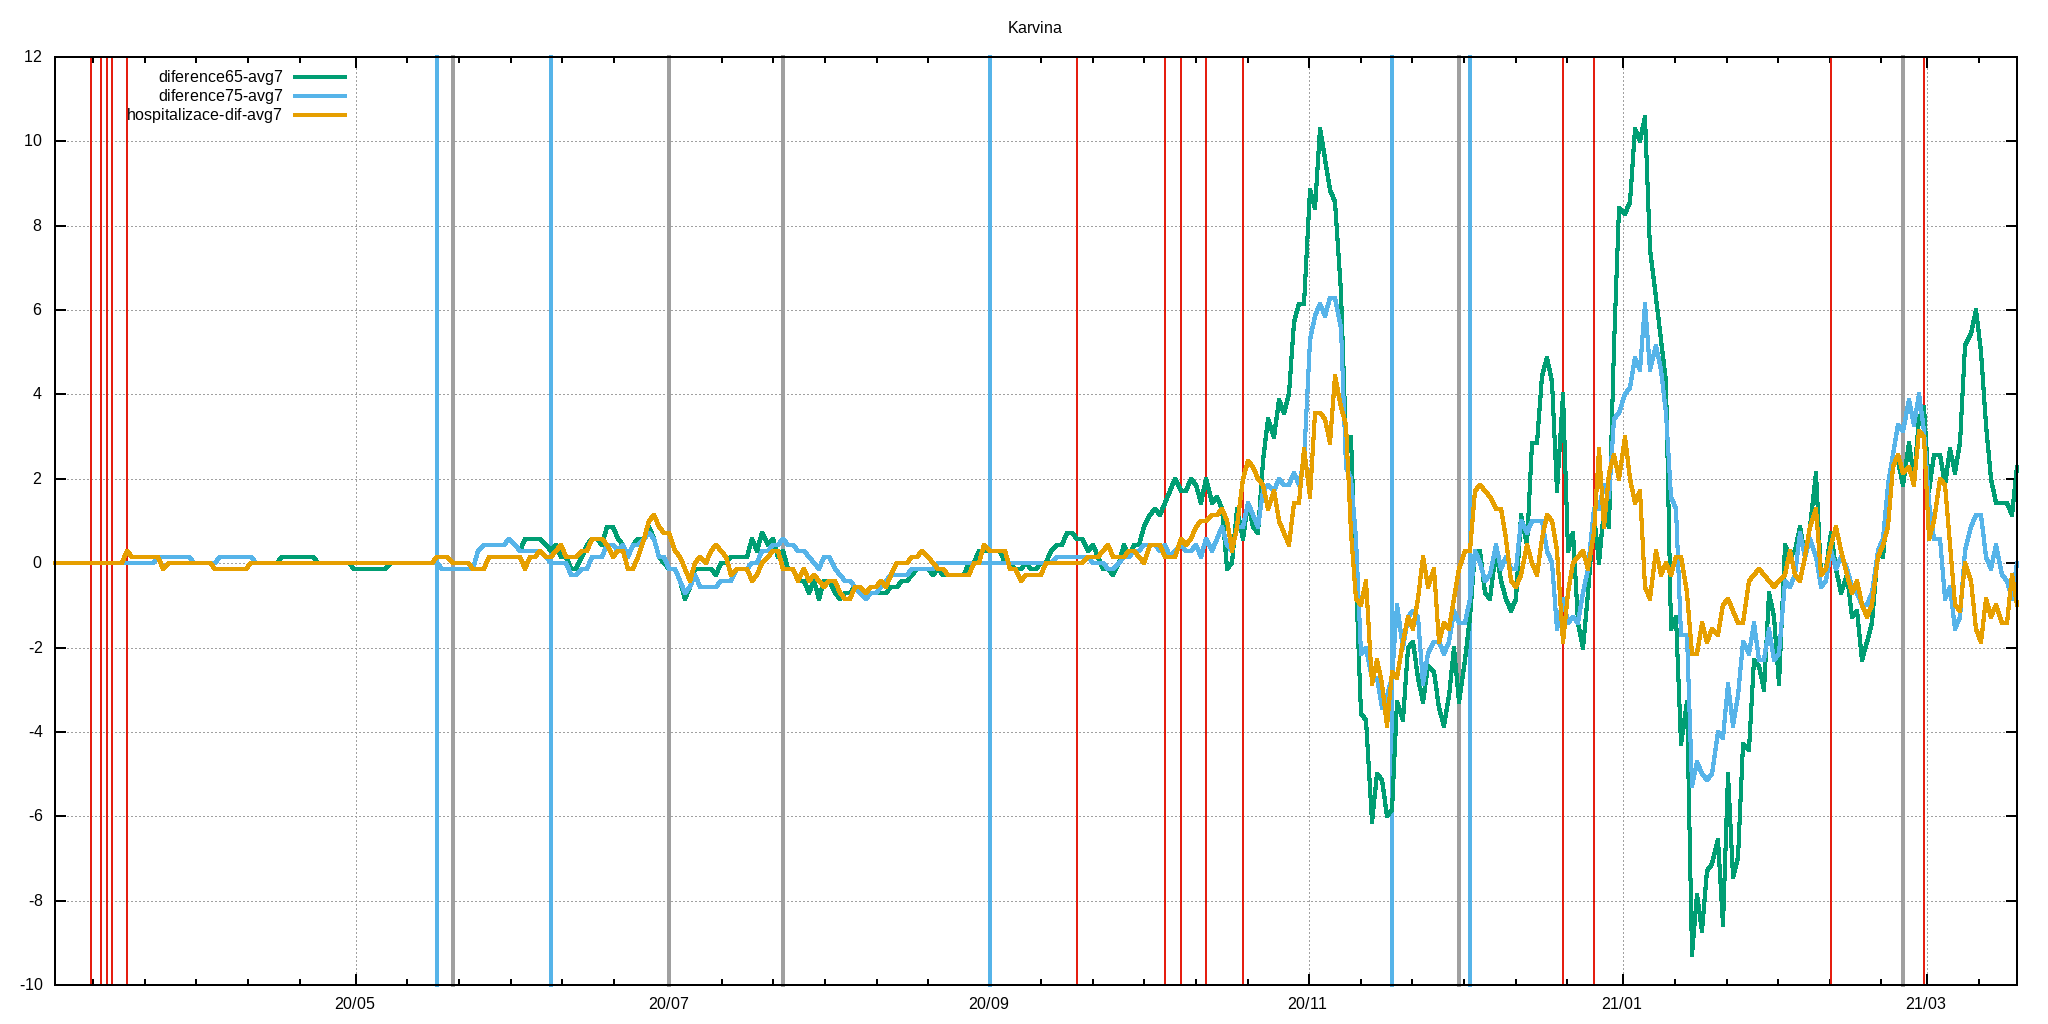 Karvina
12
diference65-avg7
diference75-avg7
hospitalizace-dif-avg7
10
8
6
4
2
0
-2
-4
-6
-8
-10
20/05 20/07 20/09 20/11 21/01 21/03